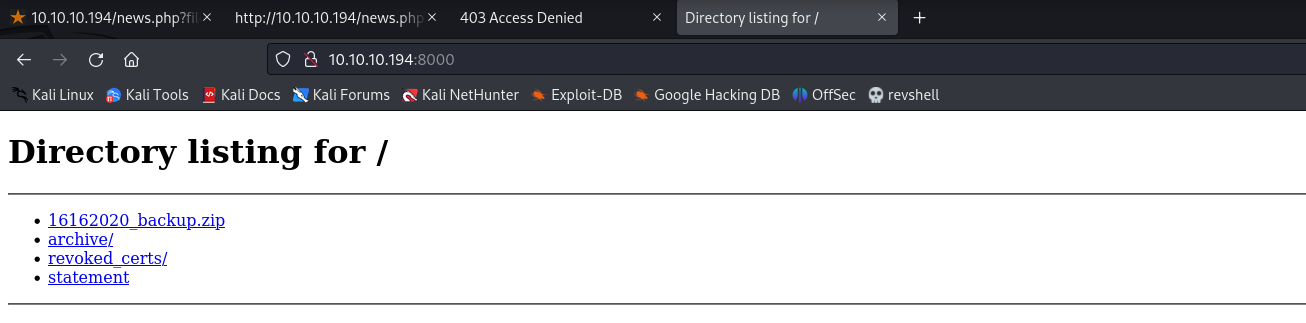 10.10.10.194/news.php?fil http://10.10.10.194/news.php 403 Access Denied Directory listing for /
10.10.10.194:8000
Kali Linux Kali Tools Kali Docs Kali Forums Kali NetHunter Exploit-DB Google Hacking DB OffSec revshell
Directory listing for /
16162020_backup.zip
archive/
revoked_certs/
statement